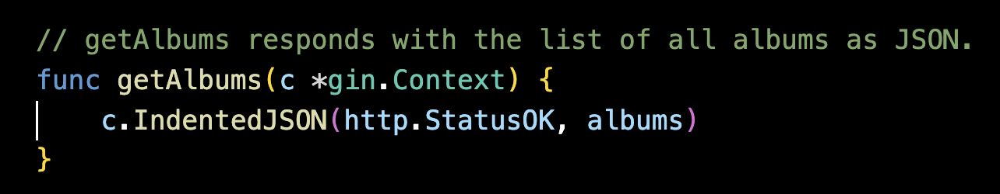 // getAlbums responds with the list of all albums as JSON.
func getAlbums(c *gin.Context) {
    c.IndentedJSON(http.StatusOK, albums)
}